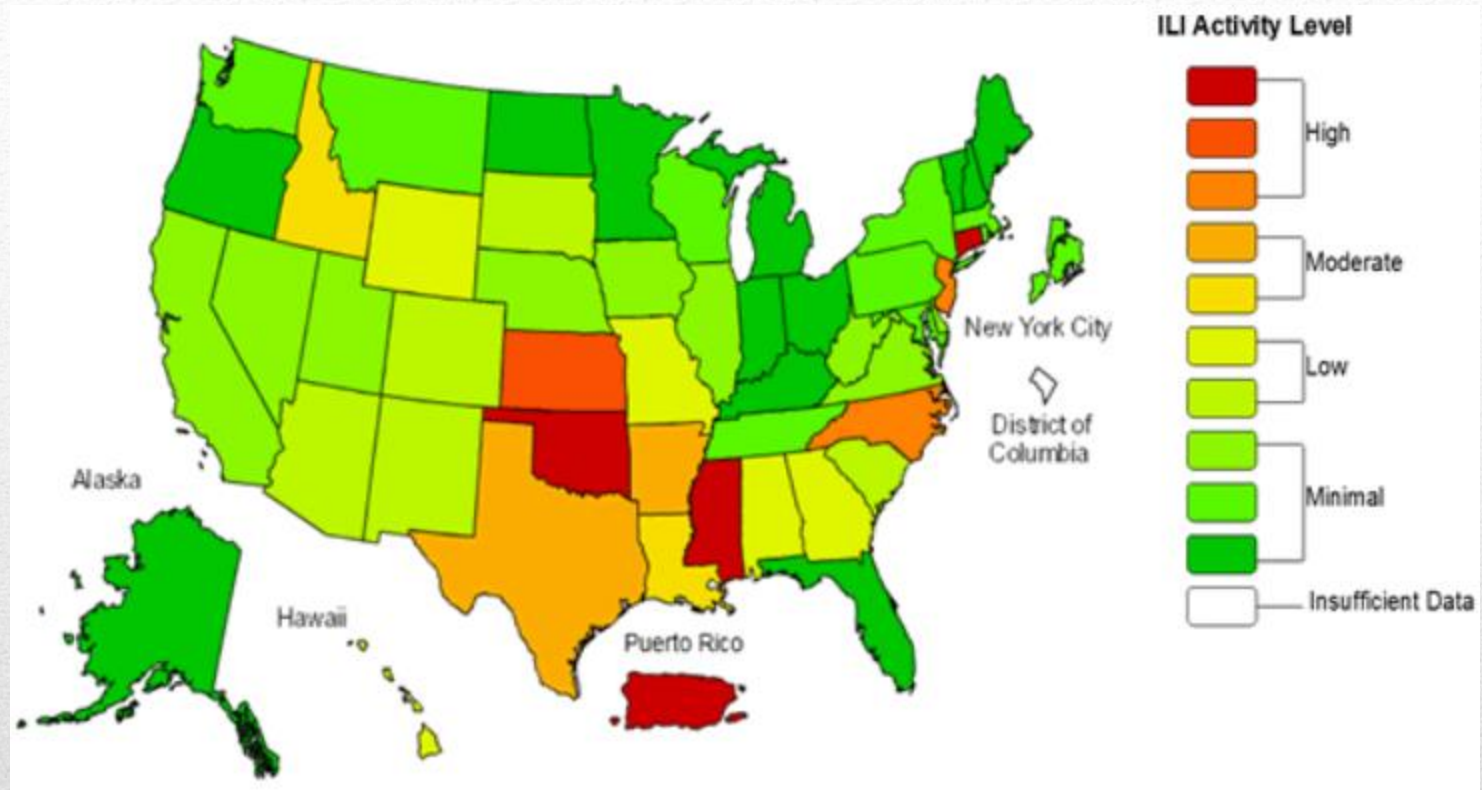 ILI Activity Level
High
Moderate
Low
Minimal
Insufficient Data
New York City
District of
Columbia
Alaska
Hawaii
Puerto Rico